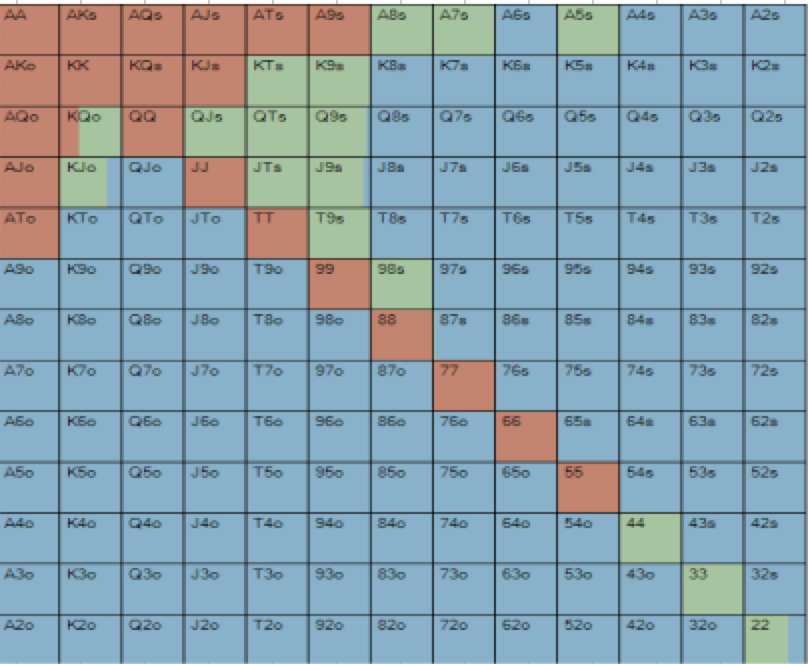 AA AKs AQs AJs ATs A9s A8s A7s A6s A5s A4s A3s A2s
AKo KK KQs KJs KTs K9s K8s K7s K6s K5s K4s K3s K2s
AQo KQo QQ QJs QTs Q9s Q8s Q7s Q6s Q5s Q4s Q3s Q2s
AJo KJo QJo JJ JTs J9s J8s J7s J6s J5s J4s J3s J2s
ATo KTo QTo JTo TT T9s T8s T7s T6s T5s T4s T3s T2s
A9o K9o Q9o J9o T9o 99 98s 97s 96s 95s 94s 93s 92s
A8o K8o Q8o J8o T8o 98o 88 87s 86s 85s 84s 83s 82s
A7o K7o Q7o J7o T7o 97o 87o 77 76s 75s 74s 73s 72s
A6o K6o Q6o J6o T6o 96o 86o 76o 66 65s 64s 63s 62s
A5o K5o Q5o J5o T5o 95o 85o 75o 65o 55 54s 53s 52s
A4o K4o Q4o J4o T4o 94o 84o 74o 64o 54o 44 43s 42s
A3o K3o Q3o J3o T3o 93o 83o 73o 63o 53o 43o 33 32s
A2o K2o Q2o J2o T2o 92o 82o 72o 62o 52o 42o 32o 22